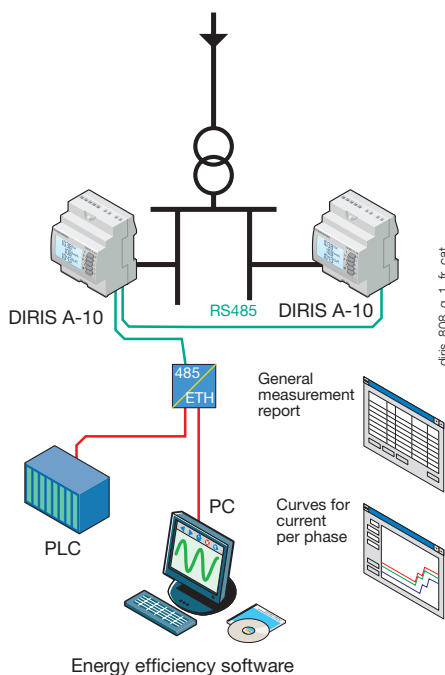 DIRIS A-10
RS485
DIRIS A-10
diris_808_g_1_fr_cat
485
ETH
General
measurement
report
PLC
PC
Curves for
current
per phase
Energy efficiency software